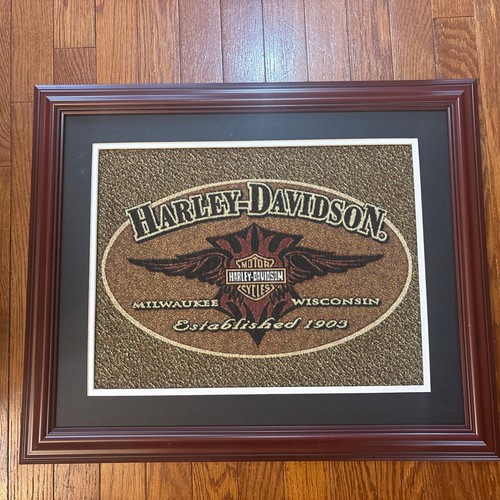 HARLEY-DAVIDSON®
MOTOR
HARLEY-DAVIDSON
CYCLES
MILWAUKEE WISCONSIN
Established 1903